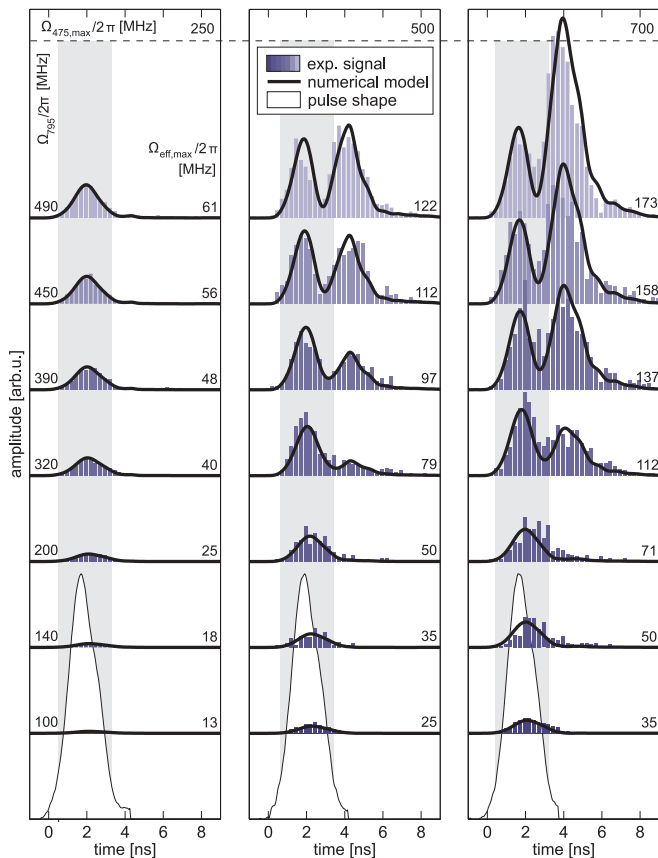 Ω475,max/2π [MHz] 250 500 700
Ω795/2π [MHz]
Ωeff,max/2π
[MHz]
exp. signal
numerical model
pulse shape
490 61 122 173
450 56 112 158
390 48 97 137
320 40 79 112
200 25 50 71
140 18 35 50
100 13 25 35
amplitude [arb.u.]
0 2 4 6 8 0 2 4 6 8 0 2 4 6 8
time [ns] time [ns] time [ns]